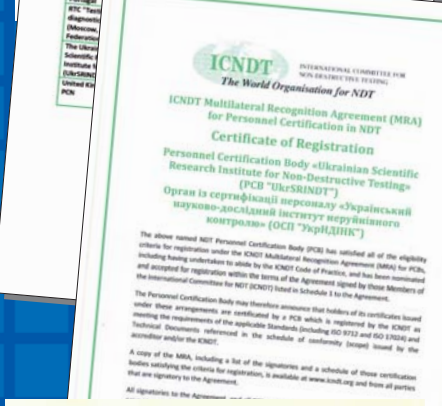 Portugal
RTC "Testi
diagnostic
(Moscow,
Federation
The Ukrai
Scientific
Institute f
(UkrSRIND
United Kin
PCN
ICNDT
INTERNATIONAL COMMITTEE FOR
NON-DESTRUCTIVE TESTING
The World Organisation for NDT
ICNDT Multilateral Recognition Agreement (MRA)
for Personnel Certification in NDT
Certificate of Registration
Personnel Certification Body «Ukrainian Scientific
Research Institute for Non-Destructive Testing»
(PCB "UkrSRINDT")
Орган із сертифікації персоналу «Український
науково-дослідний інститут неруйнівного
контролю» (ОСП "УкрНДІНК")
The above named NDT Personnel Certification Body (PCB) has satisfied all of the eligibility
criteria for registration under the ICNDT Multilateral Recognition Agreement (MRA) for PCBs,
including having undertaken to abide by the ICNDT Code of Practice, and has been nominated
and accepted for registration within the terms of the Agreement signed by those Members of
the International Committee for NDT (ICNDT) listed in Schedule 1 to the Agreement.
The Personnel Certification Body may therefore announce that holders of its certificates issued
under these arrangements are certificated by a PCB which is registered by the ICNDT as
meeting the requirements of the applicable Standards (including ISO 9712 and ISO 17024) and
Technical Documents referenced in the schedule of conformity (scope) issued by the
accreditor and/or the ICNDT.
A copy of the MRA, including a list of the signatories and a schedule of those certification
bodies satisfying the criteria for registration, is available at www.icndt.org and from all parties
that are signatory to the Agreement.
All signatories to the Agreement, and